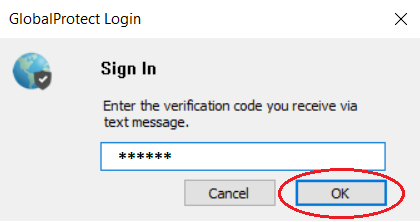 GlobalProtect Login
Sign In
Enter the verification code you receive via
text message.
******
Cancel
OK